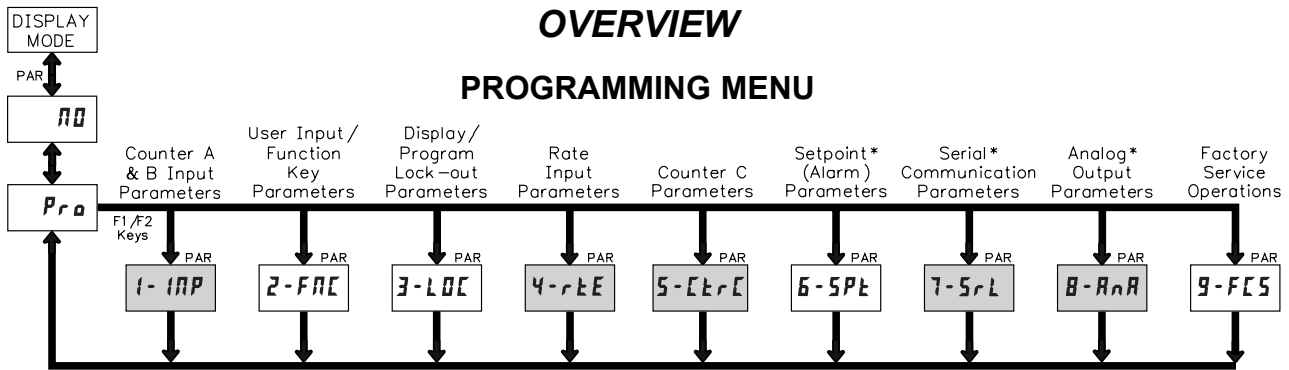 OVERVIEW
PROGRAMMING MENU
DISPLAY
MODE
PAR
NO
Pro
F1/F2
Keys
Counter A
& B Input
Parameters
PAR
1-INP
User Input/
Function
Key
Parameters
PAR
2-FNC
Display/
Program
Lock-out
Parameters
PAR
3-LOC
Rate
Input
Parameters
PAR
4-rtE
Counter C
Parameters
PAR
5-CtrC
Setpoint*
(Alarm)
Parameters
PAR
6-SPt
Serial*
Communication
Parameters
PAR
7-SrL
Analog*
Output
Parameters
PAR
8-AnA
Factory
Service
Operations
PAR
9-FCS